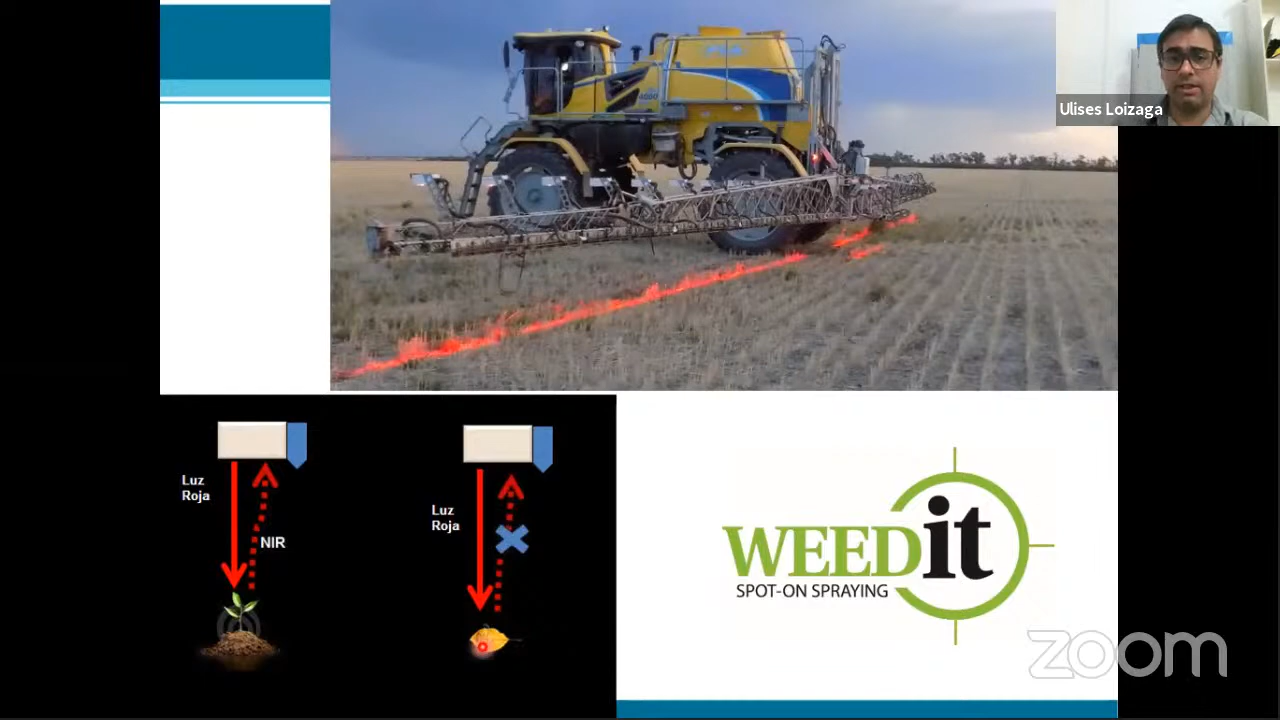 Ulises Loizaga
Luz
Roja
NIR
Luz
Roja
WEEDit
SPOT-ON SPRAYING
zoom